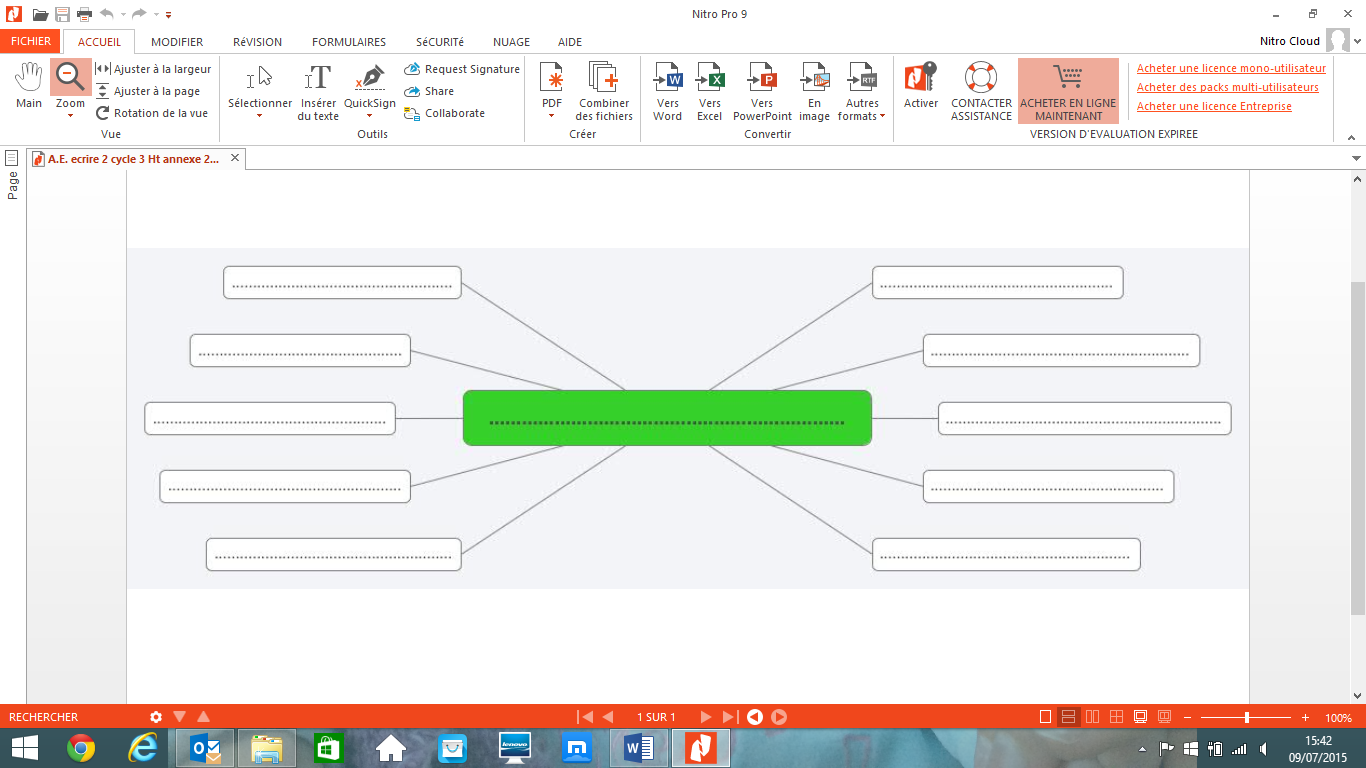 Nitro Pro 9
FICHIER ACCUEIL MODIFIER RéVISION FORMULAIRES SéCURITé NUAGE AIDE
Nitro Cloud
Main
Zoom
Ajuster à la largeur
Ajuster à la page
Rotation de la vue
Vue
Sélectionner
Insérer
du texte
QuickSign
Request Signature
Share
Collaborate
Outils
PDF
Combiner
des fichiers
Créer
Vers
Word
Vers
Excel
Vers
PowerPoint
En
image
Autres
formats
Convertir
Activer
CONTACTER
ASSISTANCE
ACHETER EN LIGNE
MAINTENANT
Acheter une licence mono-utilisateur
Acheter des packs multi-utilisateurs
Acheter une licence Entreprise
VERSION D'EVALUATION EXPIREE
A.E. ecrire 2 cycle 3 Ht annexe 2...
Page
RECHERCHER
1 SUR 1
100%
lenovo
15:42
09/07/2015